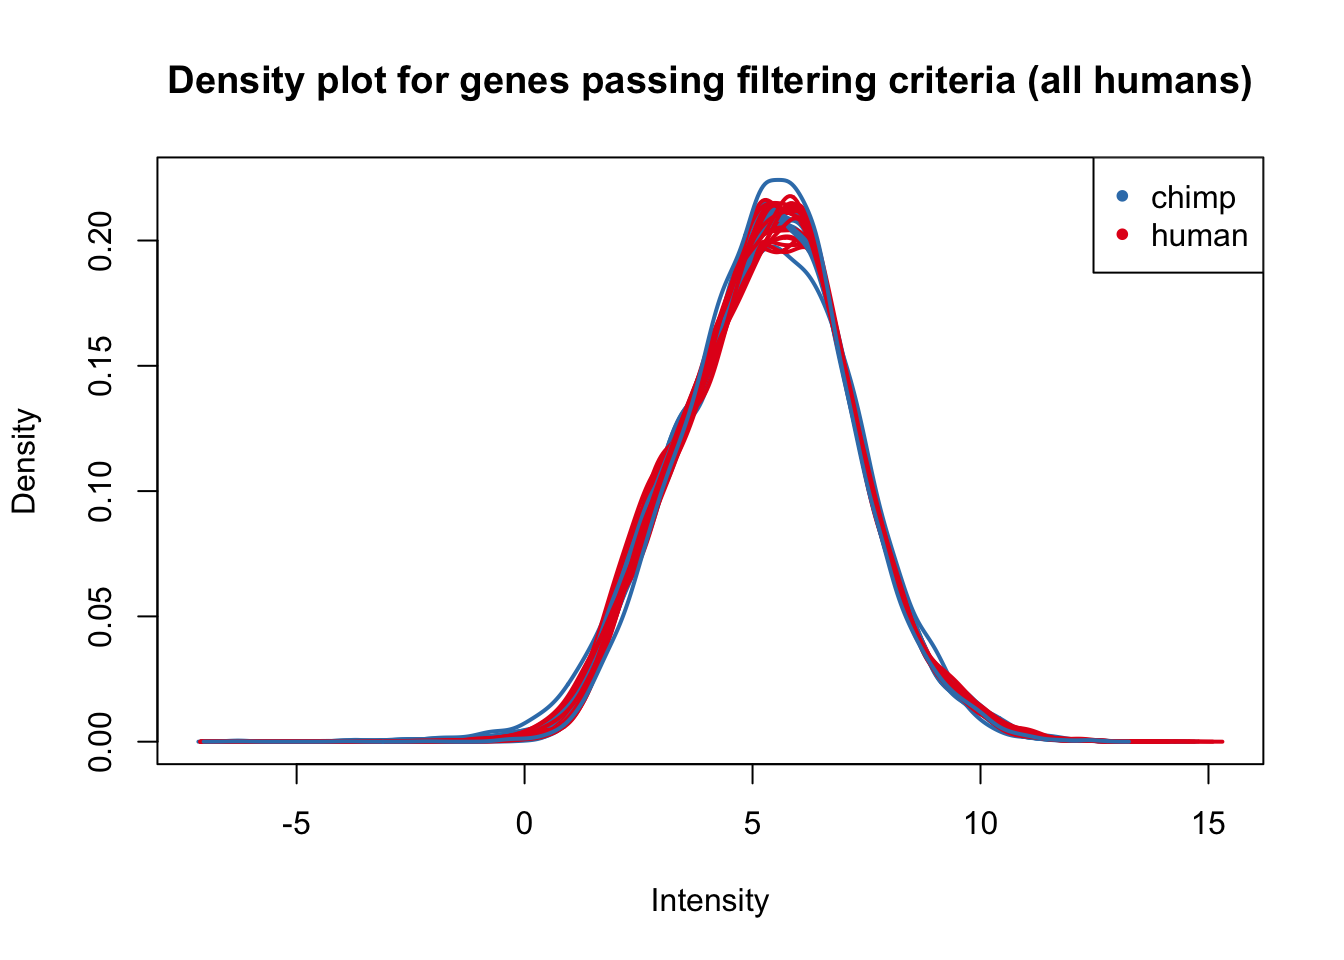 Density plot for genes passing filtering criteria (all humans)
chimp
human
Density
0.20
0.15
0.10
0.05
0.00
-5 0 5 10 15
Intensity